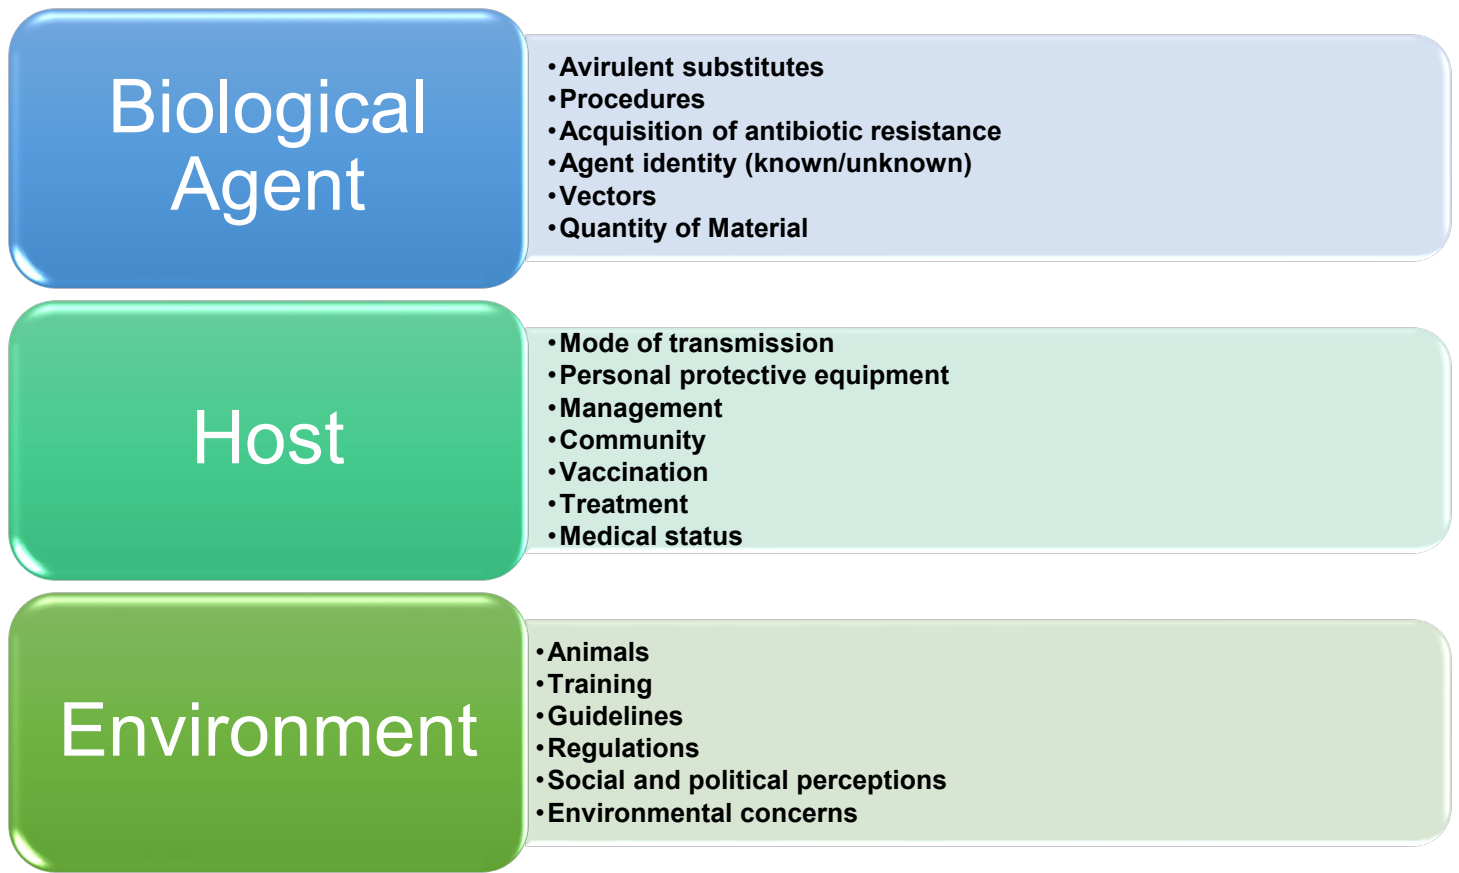 Biological
Agent
•Avirulent substitutes
•Procedures
•Acquisition of antibiotic resistance
•Agent identity (known/unknown)
•Vectors
•Quantity of Material
Host
•Mode of transmission
•Personal protective equipment
•Management
•Community
•Vaccination
•Treatment
•Medical status
Environment
•Animals
•Training
•Guidelines
•Regulations
•Social and political perceptions
•Environmental concerns